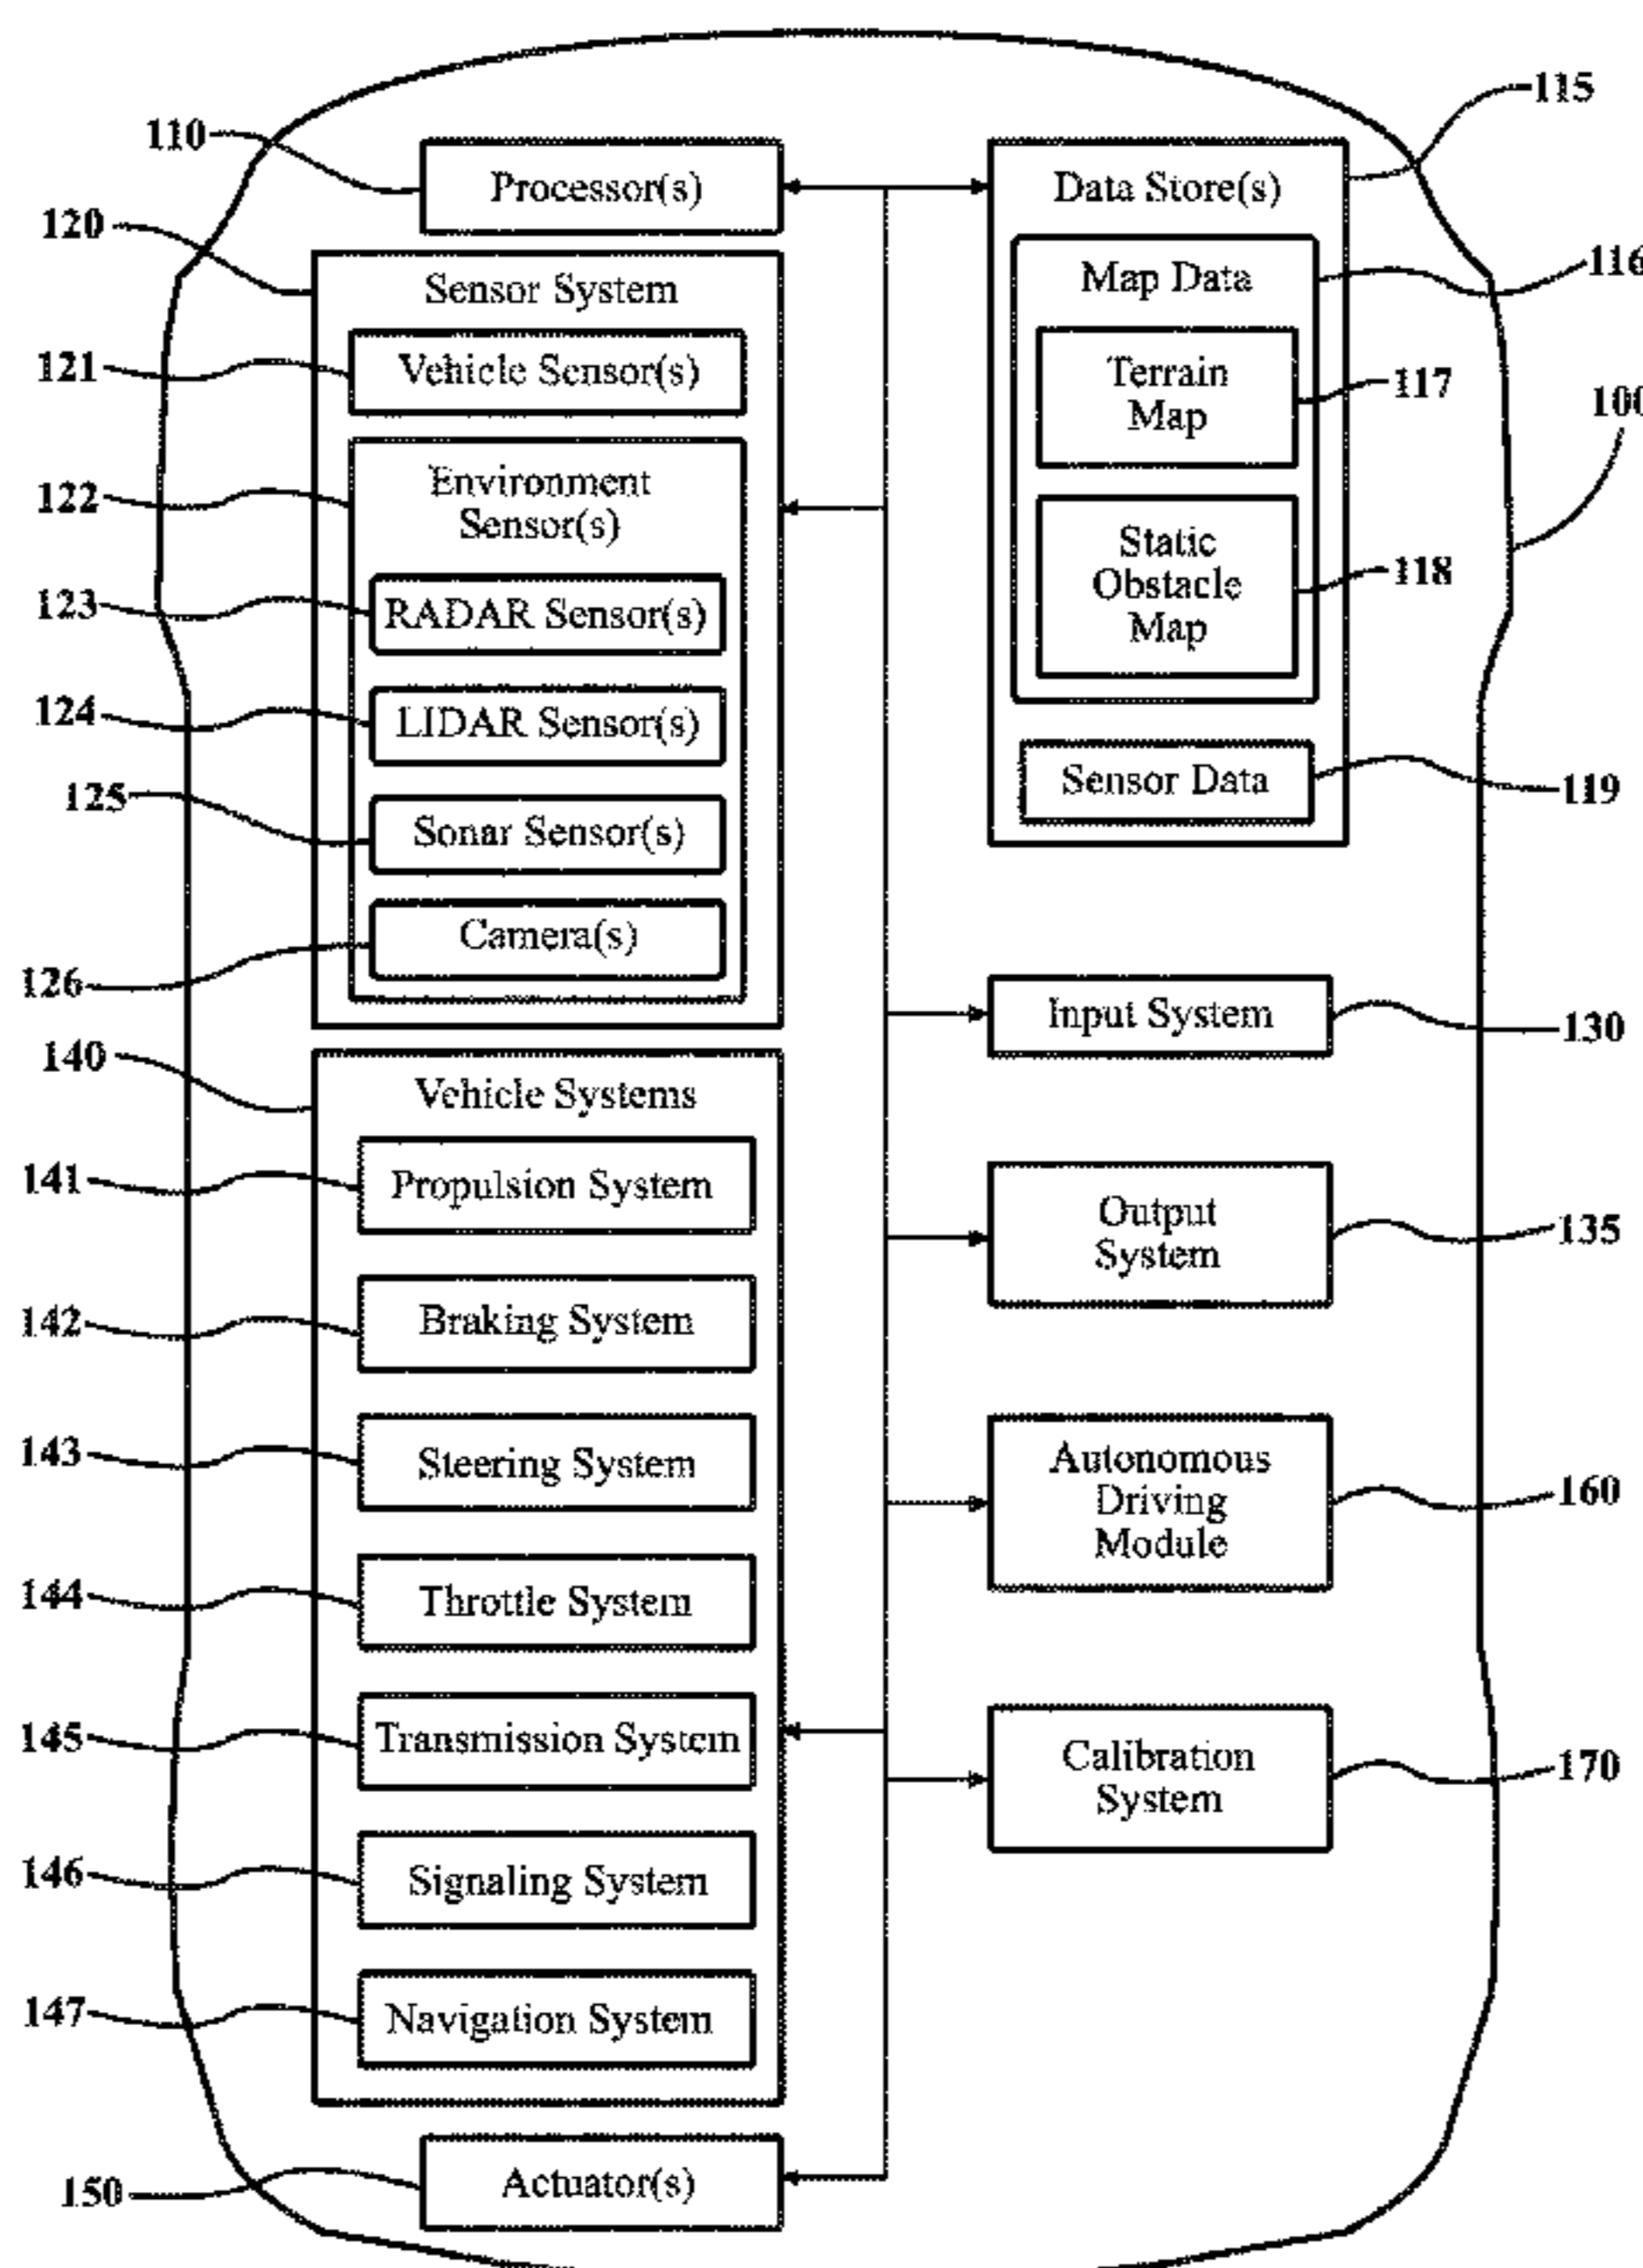 110
Processor(s)
120
Sensor System
121
Vehicle Sensor(s)
122
Environment
Sensor(s)
123
RADAR Sensor(s)
124
LIDAR Sensor(s)
125
Sonar Sensor(s)
126
Camera(s)
140
Vehicle Systems
141
Propulsion System
142
Braking System
143
Steering System
144
Throttle System
145
Transmission System
146
Signaling System
147
Navigation System
150
Actuator(s)
115
Data Store(s)
116
Map Data
Terrain
Map
117
100
Static
Obstacle
Map
118
Sensor Data
119
Input System
130
Output
System
135
Autonomous
Driving
Module
160
Calibration
System
170